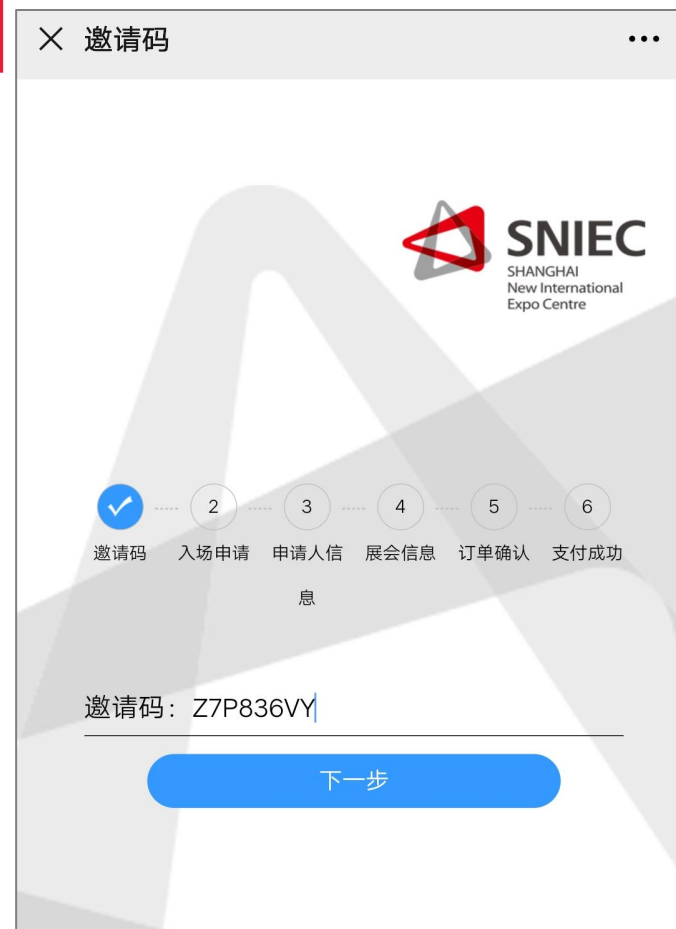 邀请码
SNIEC
SHANGHAI
New International
Expo Centre
2 3 4 5 6
邀请码 入场申请 申请人信息 展会信息 订单确认 支付成功
邀请码：Z7P836VY
下一步